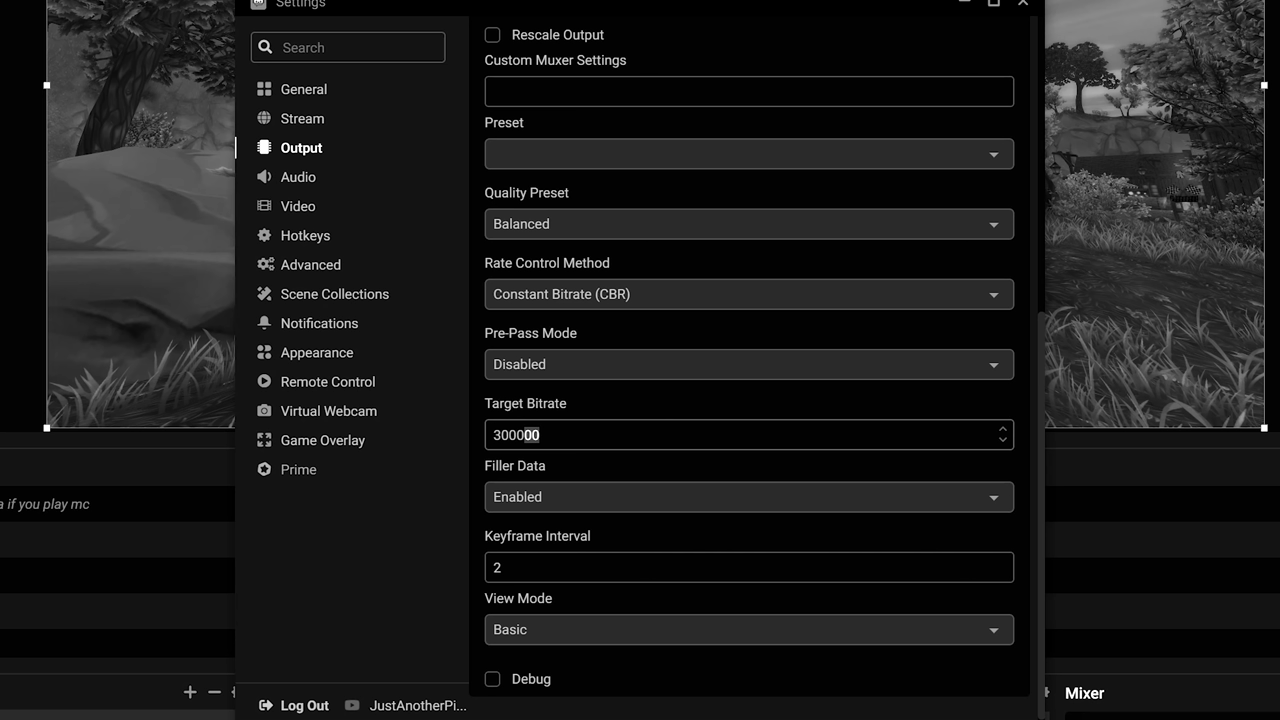 Settings
Search
General
Stream
Output
Audio
Video
Hotkeys
Advanced
Scene Collections
Notifications
Appearance
Remote Control
Virtual Webcam
Game Overlay
Prime
Log Out
JustAnotherPi...
Rescale Output
Custom Muxer Settings
Preset
Quality Preset
Balanced
Rate Control Method
Constant Bitrate (CBR)
Pre-Pass Mode
Disabled
Target Bitrate
300000
Filler Data
Enabled
Keyframe Interval
2
View Mode
Basic
Debug
a if you play mc
Mixer